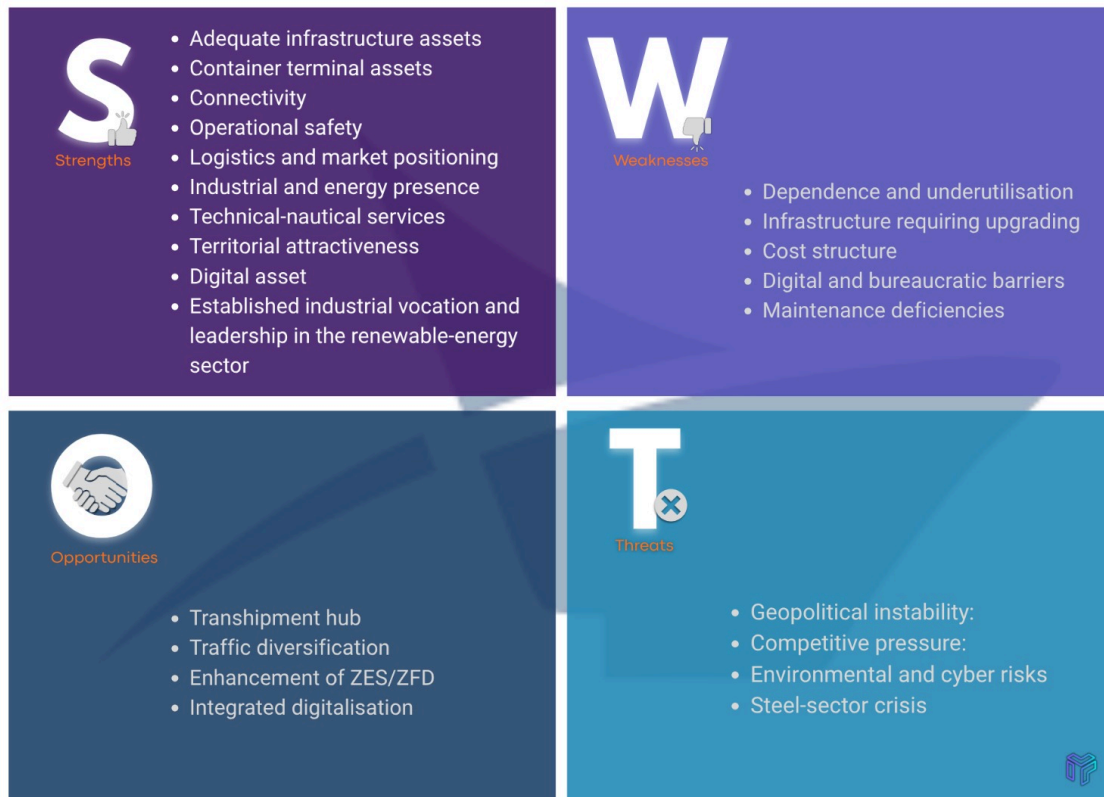 S
Strengths
• Adequate infrastructure assets
• Container terminal assets
• Connectivity
• Operational safety
• Logistics and market positioning
• Industrial and energy presence
• Technical-nautical services
• Territorial attractiveness
• Digital asset
• Established industrial vocation and
leadership in the renewable-energy
sector
W
Weaknesses
• Dependence and underutilisation
• Infrastructure requiring upgrading
• Cost structure
• Digital and bureaucratic barriers
• Maintenance deficiencies
O
Opportunities
• Transhipment hub
• Traffic diversification
• Enhancement of ZES/ZFD
• Integrated digitalisation
T
Threats
• Geopolitical instability:
• Competitive pressure:
• Environmental and cyber risks
• Steel-sector crisis